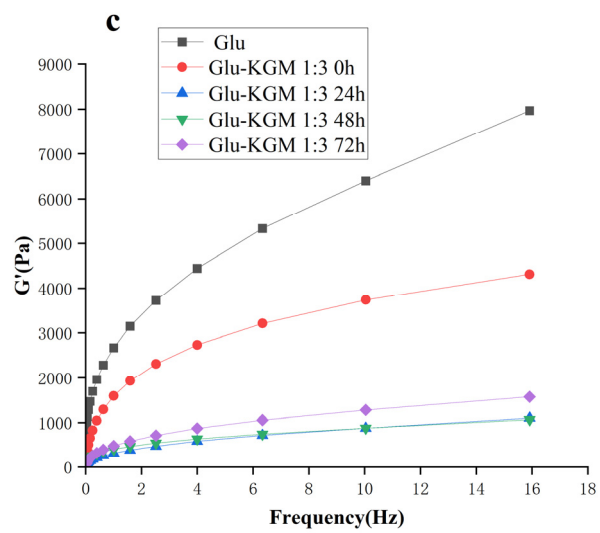 c
Glu
Glu-KGM 1:3 0h
Glu-KGM 1:3 24h
Glu-KGM 1:3 48h
Glu-KGM 1:3 72h
9000
8000
7000
6000
5000
4000
3000
2000
1000
0
G'(Pa)
0 2 4 6 8 10 12 14 16 18
Frequency(Hz)